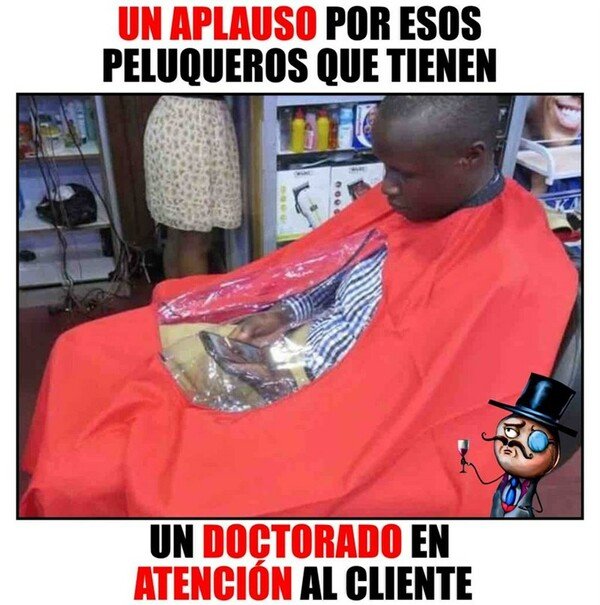 UN APLAUSO POR ESOS
PELUQUEROS QUE TIENEN
UN DOCTORADO EN
ATENCIÓN AL CLIENTE